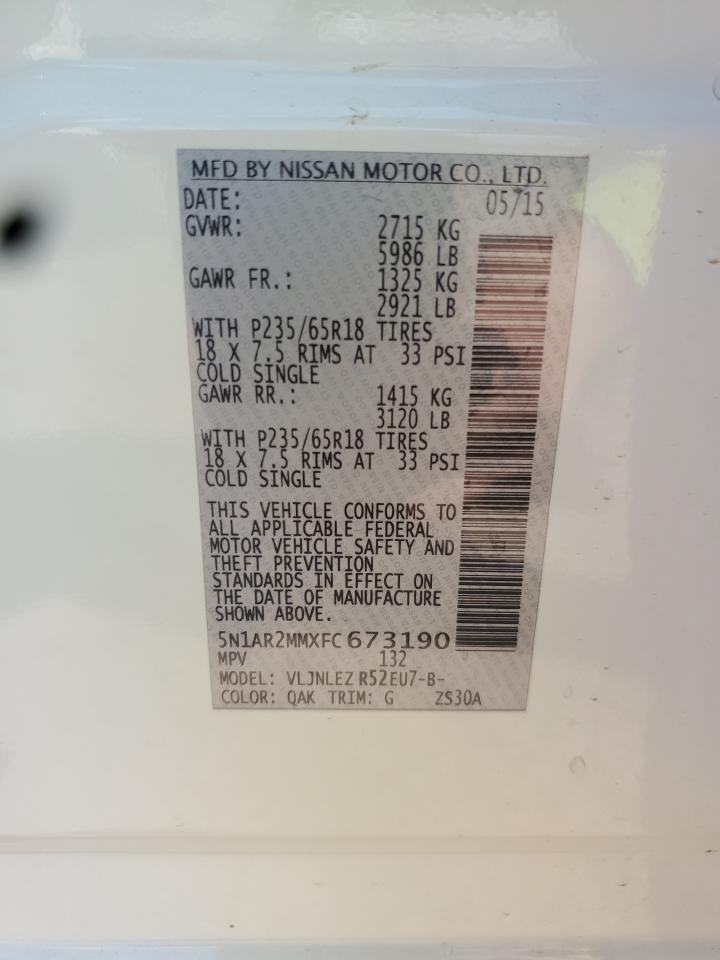 MFD BY NISSAN MOTOR CO., LTD.
DATE: 05/15
GVWR: 2715 KG
5986 LB
GAWR FR.: 1325 KG
2921 LB
WITH P235/65R18 TIRES
18 X 7.5 RIMS AT 33 PSI
COLD SINGLE
GAWR RR.: 1415 KG
3120 LB
WITH P235/65R18 TIRES
18 X 7.5 RIMS AT 33 PSI
COLD SINGLE
THIS VEHICLE CONFORMS TO
ALL APPLICABLE FEDERAL
MOTOR VEHICLE SAFETY AND
THEFT PREVENTION
STANDARDS IN EFFECT ON
THE DATE OF MANUFACTURE
SHOWN ABOVE.
5N1AR2MMXFC673190
MPV 132
MODEL: VLJNLEZ R52EU7-B-
COLOR: QAK TRIM: G ZS30A